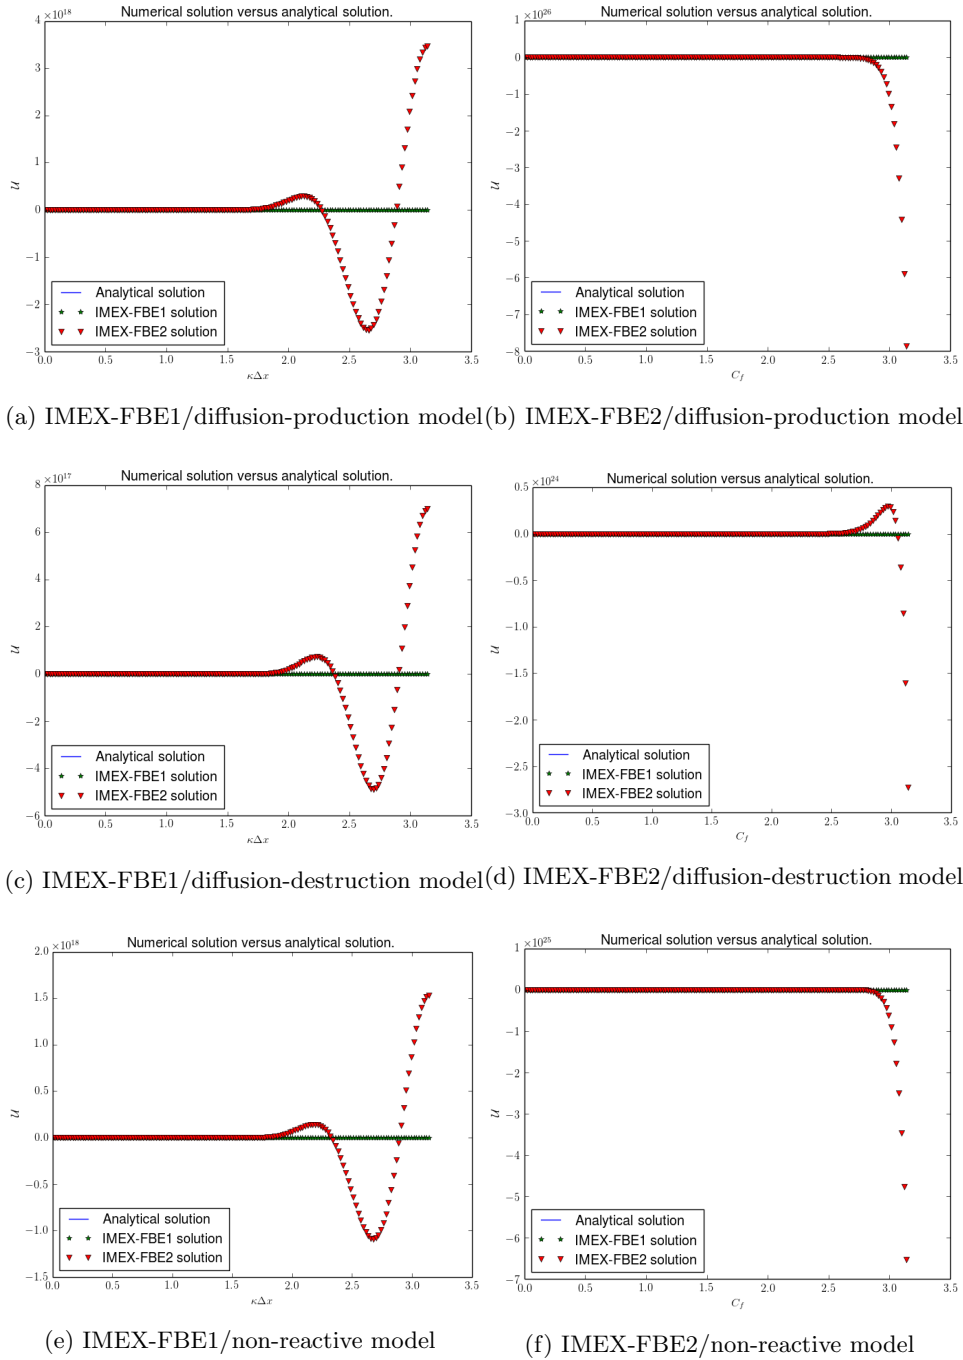 Numerical solution versus analytical solution.
×10¹⁸
4
3
2
1
0
−1
−2
−3
𝒰
0.0 0.5 1.0 1.5 2.0 2.5 3.0 3.5
κΔx
Analytical solution
IMEX-FBE1 solution
IMEX-FBE2 solution
Numerical solution versus analytical solution.
×10²⁶
1
0
−1
−2
−3
−4
−5
−6
−7
−8
𝒰
0.0 0.5 1.0 1.5 2.0 2.5 3.0 3.5
C_f
Analytical solution
IMEX-FBE1 solution
IMEX-FBE2 solution
(a) IMEX-FBE1/diffusion-production model
(b) IMEX-FBE2/diffusion-production model
Numerical solution versus analytical solution.
×10¹⁷
8
6
4
2
0
−2
−4
−6
𝒰
0.0 0.5 1.0 1.5 2.0 2.5 3.0 3.5
κΔx
Analytical solution
IMEX-FBE1 solution
IMEX-FBE2 solution
Numerical solution versus analytical solution.
×10²⁴
0.5
0.0
−0.5
−1.0
−1.5
−2.0
−2.5
−3.0
𝒰
0.0 0.5 1.0 1.5 2.0 2.5 3.0 3.5
C_f
Analytical solution
IMEX-FBE1 solution
IMEX-FBE2 solution
(c) IMEX-FBE1/diffusion-destruction model
(d) IMEX-FBE2/diffusion-destruction model
Numerical solution versus analytical solution.
×10¹⁸
2.0
1.5
1.0
0.5
0.0
−0.5
−1.0
−1.5
𝒰
0.0 0.5 1.0 1.5 2.0 2.5 3.0 3.5
κΔx
Analytical solution
IMEX-FBE1 solution
IMEX-FBE2 solution
Numerical solution versus analytical solution.
×10²⁵
1
0
−1
−2
−3
−4
−5
−6
−7
𝒰
0.0 0.5 1.0 1.5 2.0 2.5 3.0 3.5
C_f
Analytical solution
IMEX-FBE1 solution
IMEX-FBE2 solution
(e) IMEX-FBE1/non-reactive model
(f) IMEX-FBE2/non-reactive model